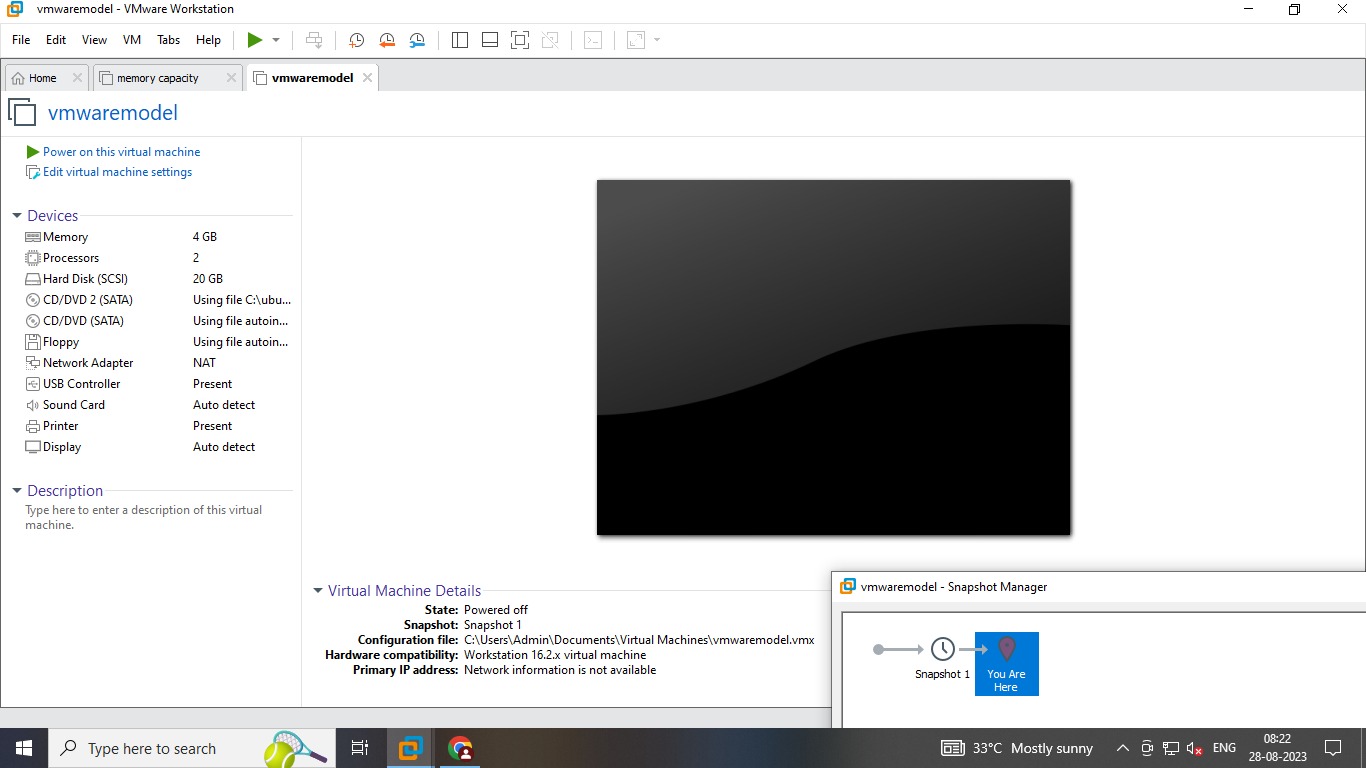 vmwaremodel - VMware Workstation
File Edit View VM Tabs Help
Home memory capacity vmwaremodel
vmwaremodel
Power on this virtual machine
Edit virtual machine settings
Devices
Memory 4 GB
Processors 2
Hard Disk (SCSI) 20 GB
CD/DVD 2 (SATA) Using file C:\ubu...
CD/DVD (SATA) Using file autoin...
Floppy Using file autoin...
Network Adapter NAT
USB Controller Present
Sound Card Auto detect
Printer Present
Display Auto detect
Description
Type here to enter a description of this virtual
machine.
Virtual Machine Details
State: Powered off
Snapshot: Snapshot 1
Configuration file: C:\Users\Admin\Documents\Virtual Machines\vmwaremodel.vmx
Hardware compatibility: Workstation 16.2.x virtual machine
Primary IP address: Network information is not available
vmwaremodel - Snapshot Manager
Snapshot 1
You Are
Here
Type here to search
33°C Mostly sunny
ENG
08:22
28-08-2023